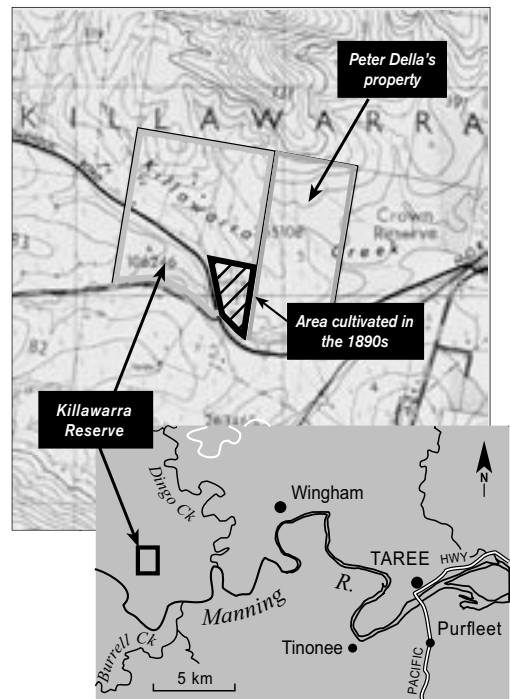 Peter Della's
property
KILLAWARRA
Killawarra
Creek
Crown
Reserve
Area cultivated in
the 1890s
Killawarra
Reserve
Dingo Ck
Wingham
N
TAREE
HWY
Manning
R.
Purfleet
Tinonee
Burrell Ck
5 km
PACIFIC